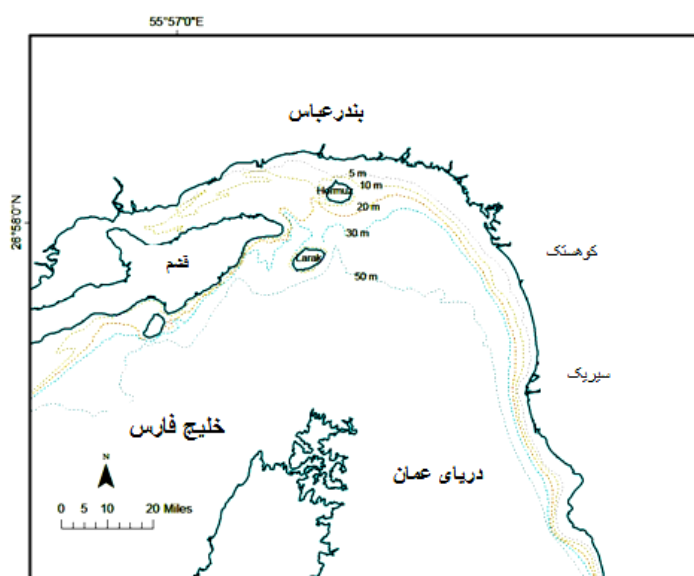 55°57'0"E
بندرعباس
5 m
10 m
Hormuz
20 m
26°58'0"N
30 m
کوهستک
Larak
قشم
50 m
سیریک
خلیج فارس
دریای عمان
N
0 5 10 20 Miles